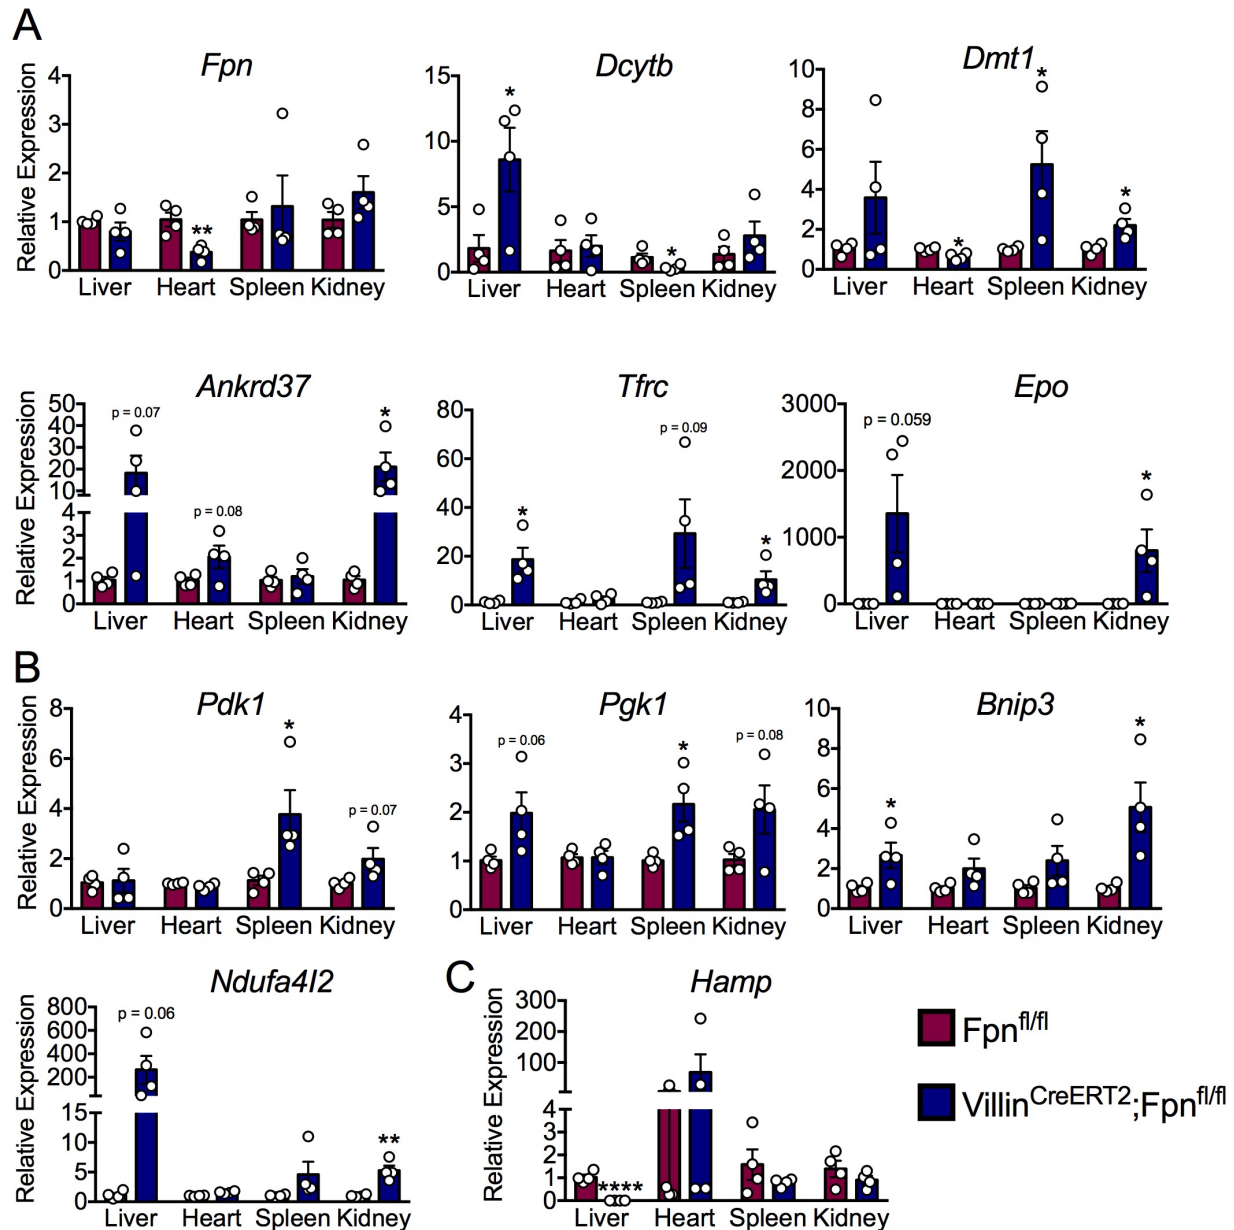 A
Fpn
Dcytb
Dmt1
Relative Expression
4
3
2
1
0
15
10
5
0
10
8
6
4
2
0
**
*
*
*
*
*
Liver Heart Spleen Kidney
Liver Heart Spleen Kidney
Liver Heart Spleen Kidney
Ankrd37
Tfrc
Epo
Relative Expression
50
40
30
20
10
4
3
2
1
0
80
60
40
20
0
3000
2000
1000
0
p = 0.07
p = 0.08
*
*
p = 0.09
*
p = 0.059
*
Liver Heart Spleen Kidney
Liver Heart Spleen Kidney
Liver Heart Spleen Kidney
B
Pdk1
Pgk1
Bnip3
Relative Expression
8
6
4
2
0
4
3
2
1
0
10
8
6
4
2
0
*
p = 0.07
p = 0.06
*
p = 0.08
*
*
Liver Heart Spleen Kidney
Liver Heart Spleen Kidney
Liver Heart Spleen Kidney
Ndufa4l2
Relative Expression
800
600
400
200
15
10
5
0
p = 0.06
**
Liver Heart Spleen Kidney
C
Hamp
Relative Expression
300
200
100
4
3
2
1
0
****
Liver Heart Spleen Kidney
Fpnfl/fl
VillinCreERT2;Fpnfl/fl